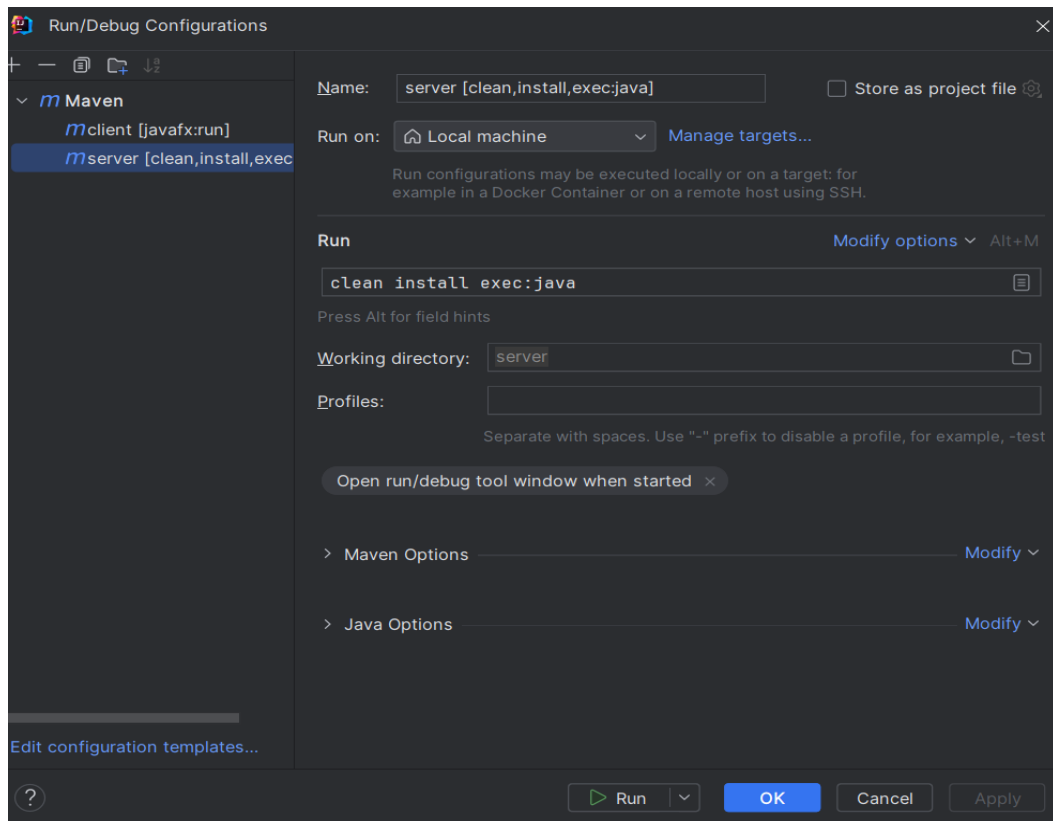 Run/Debug Configurations
Maven
client [javafx:run]
server [clean,install,exec
Edit configuration templates...
Name: server [clean,install,exec:java] Store as project file
Run on: Local machine Manage targets...
Run configurations may be executed locally or on a target: for
example in a Docker Container or on a remote host using SSH.
Run Modify options Alt+M
clean install exec:java
Press Alt for field hints
Working directory: server
Profiles:
Separate with spaces. Use "-" prefix to disable a profile, for example, -test
Open run/debug tool window when started
Maven Options Modify
Java Options Modify
? Run OK Cancel Apply